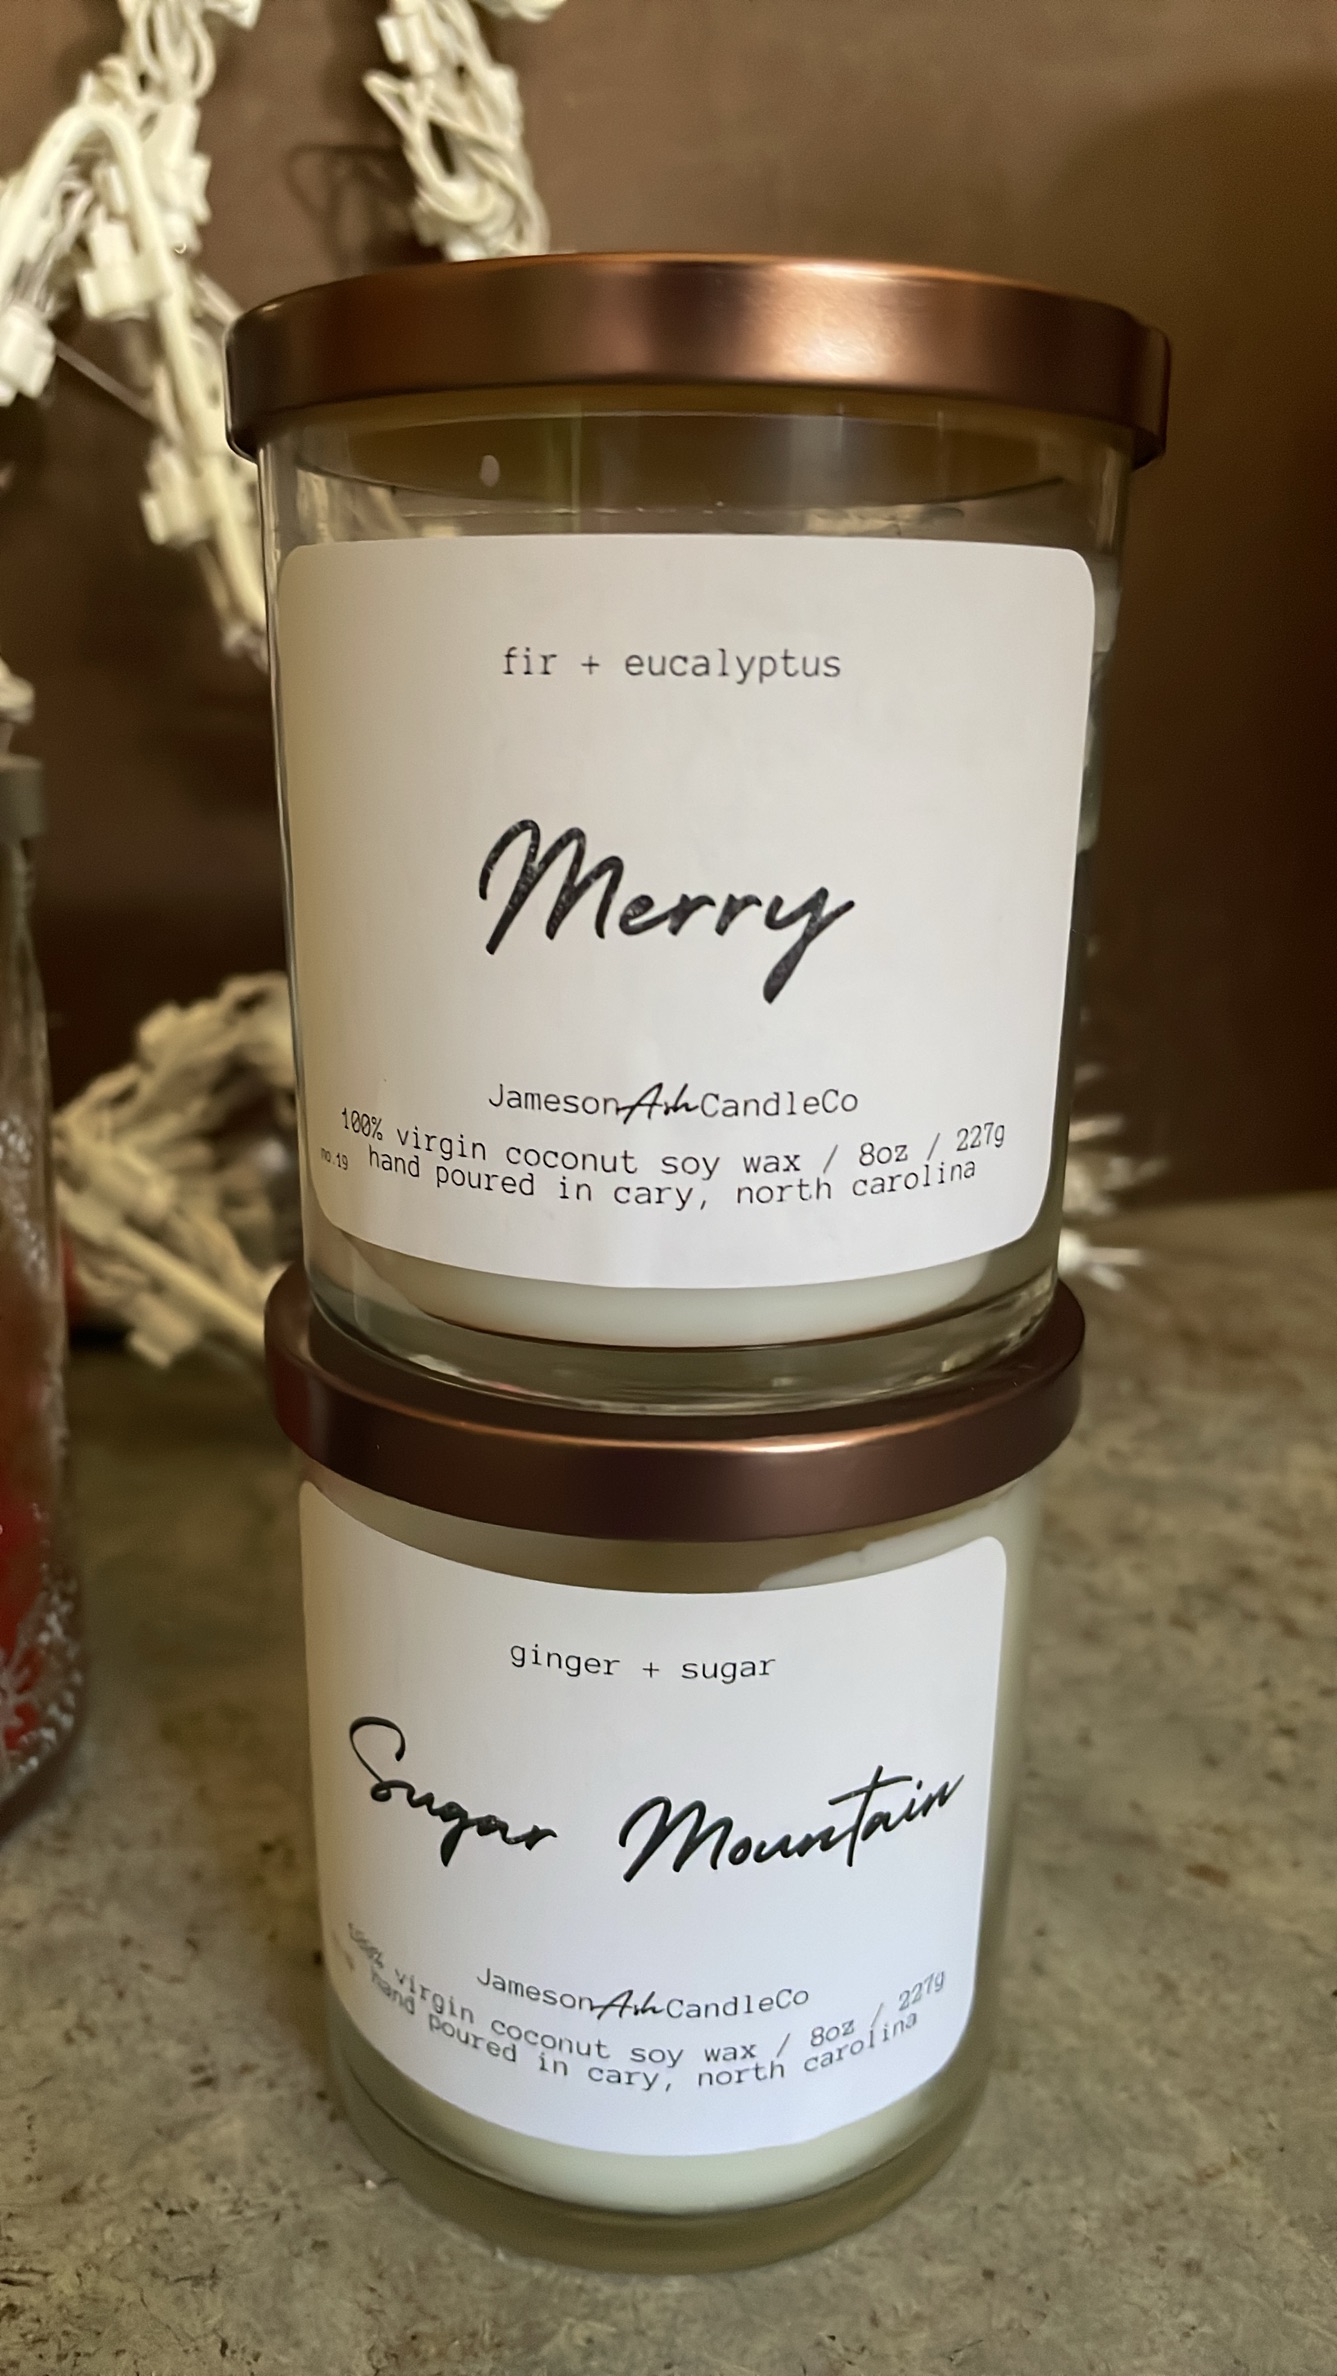 fir + eucalyptus
Merry
JamesonAshCandleCo
100% virgin coconut soy wax / 8oz / 227g
no.19 hand poured in cary, north carolina
ginger + sugar
Sugar Mountain
JamesonAshCandleCo
100% virgin coconut soy wax / 8oz / 227g
hand poured in cary, north carolina